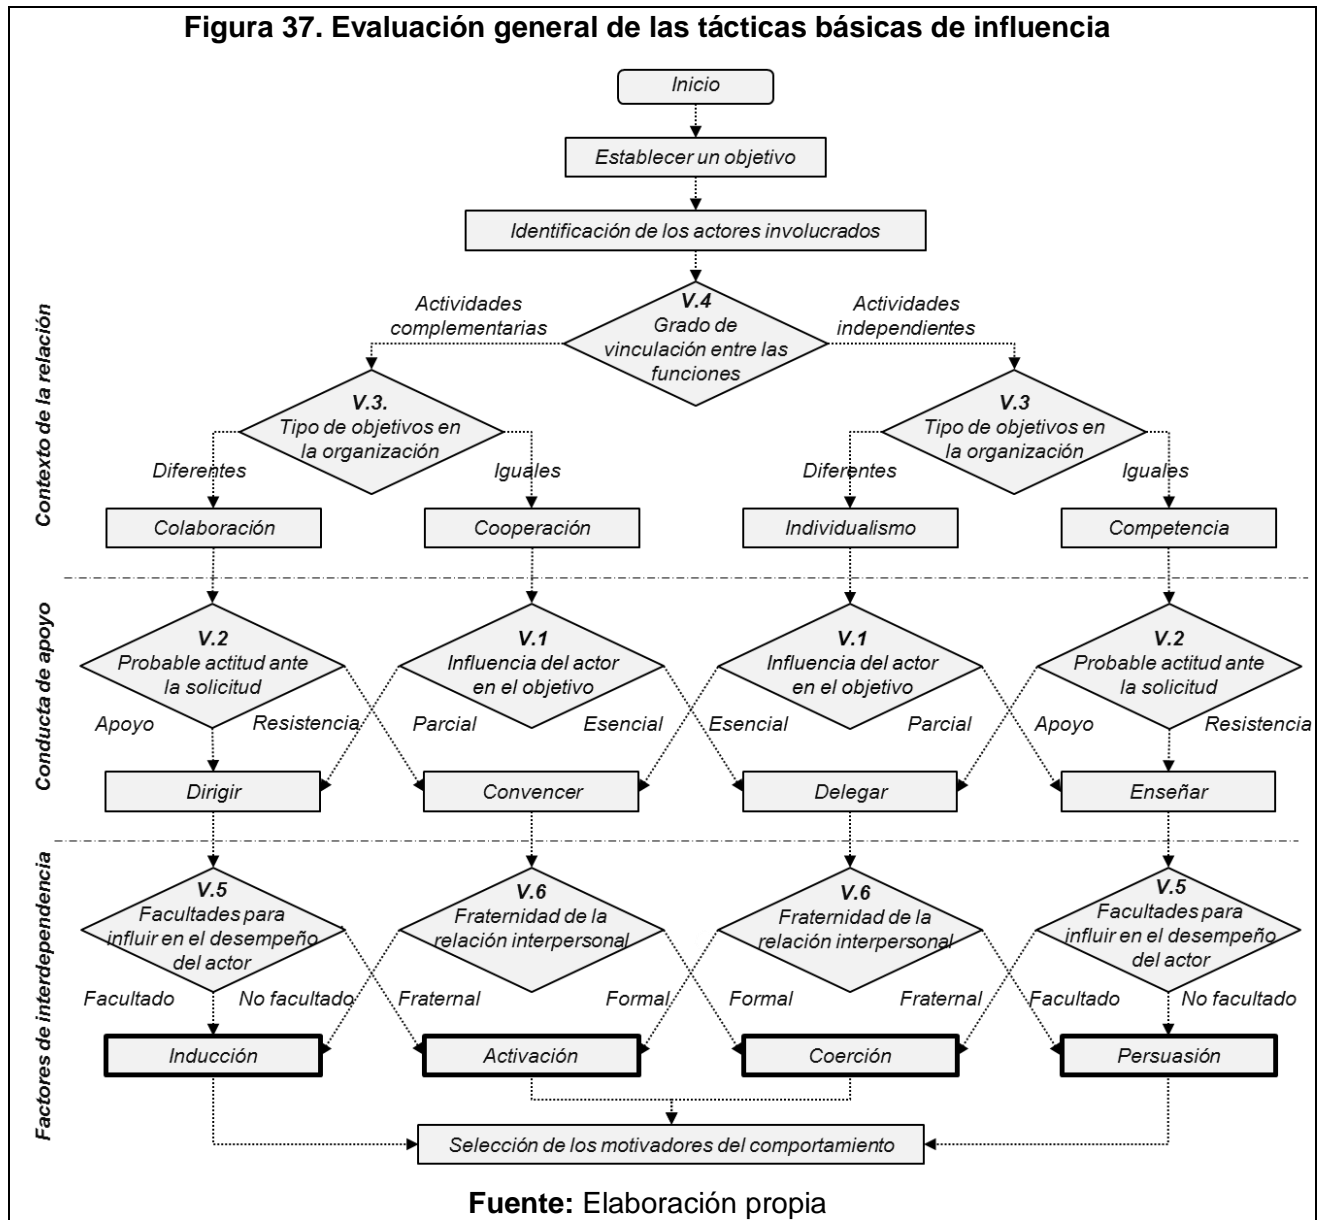 Figura 37. Evaluación general de las tácticas básicas de influencia
Inicio
Establecer un objetivo
Identificación de los actores involucrados
Contexto de la relación
Actividades
complementarias
V.4
Grado de
vinculación entre las
funciones
Actividades
independientes
V.3.
Tipo de objetivos en
la organización
V.3
Tipo de objetivos en
la organización
Diferentes
Iguales
Diferentes
Iguales
Colaboración
Cooperación
Individualismo
Competencia
Conducta de apoyo
V.2
Probable actitud ante
la solicitud
V.1
Influencia del actor
en el objetivo
V.1
Influencia del actor
en el objetivo
V.2
Probable actitud ante
la solicitud
Apoyo
Resistencia
Parcial
Esencial
Esencial
Parcial
Apoyo
Resistencia
Dirigir
Convencer
Delegar
Enseñar
Factores de interdependencia
V.5
Facultades para
influir en el desempeño
del actor
V.6
Fraternidad de la
relación interpersonal
V.6
Fraternidad de la
relación interpersonal
V.5
Facultades para
influir en el desempeño
del actor
Facultado
No facultado
Fraternal
Formal
Formal
Fraternal
Facultado
No facultado
Inducción
Activación
Coerción
Persuasión
Selección de los motivadores del comportamiento
Fuente: Elaboración propia